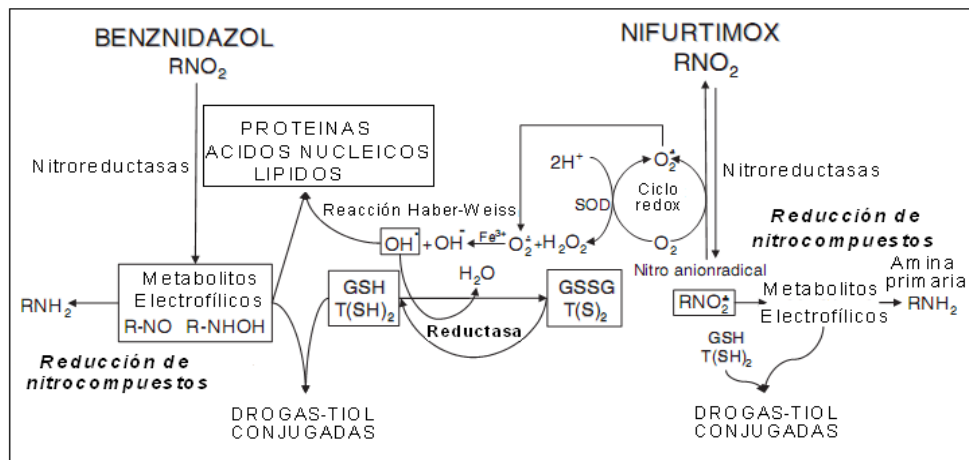 BENZNIDAZOL
RNO2
NIFURTIMOX
RNO2
PROTEINAS
ACIDOS NUCLEICOS
LIPIDOS
Nitroreductasas
2H+
O2∸
SOD
Ciclo
redox
O2
Nitroreductasas
Reacción Haber-Weiss
OH• + OH- Fe3+ O2∸ + H2O2
Reducción de
nitrocompuestos
Metabolitos
Electrofílicos
R-NO R-NHOH
RNH2
Reducción de
nitrocompuestos
GSH
T(SH)2
H2O
Reductasa
GSSG
T(S)2
Nitro anionradical
RNO2∸
Metabolitos
Electrofílicos
Amina
primaria
RNH2
GSH
T(SH)2
DROGAS-TIOL
CONJUGADAS
DROGAS-TIOL
CONJUGADAS